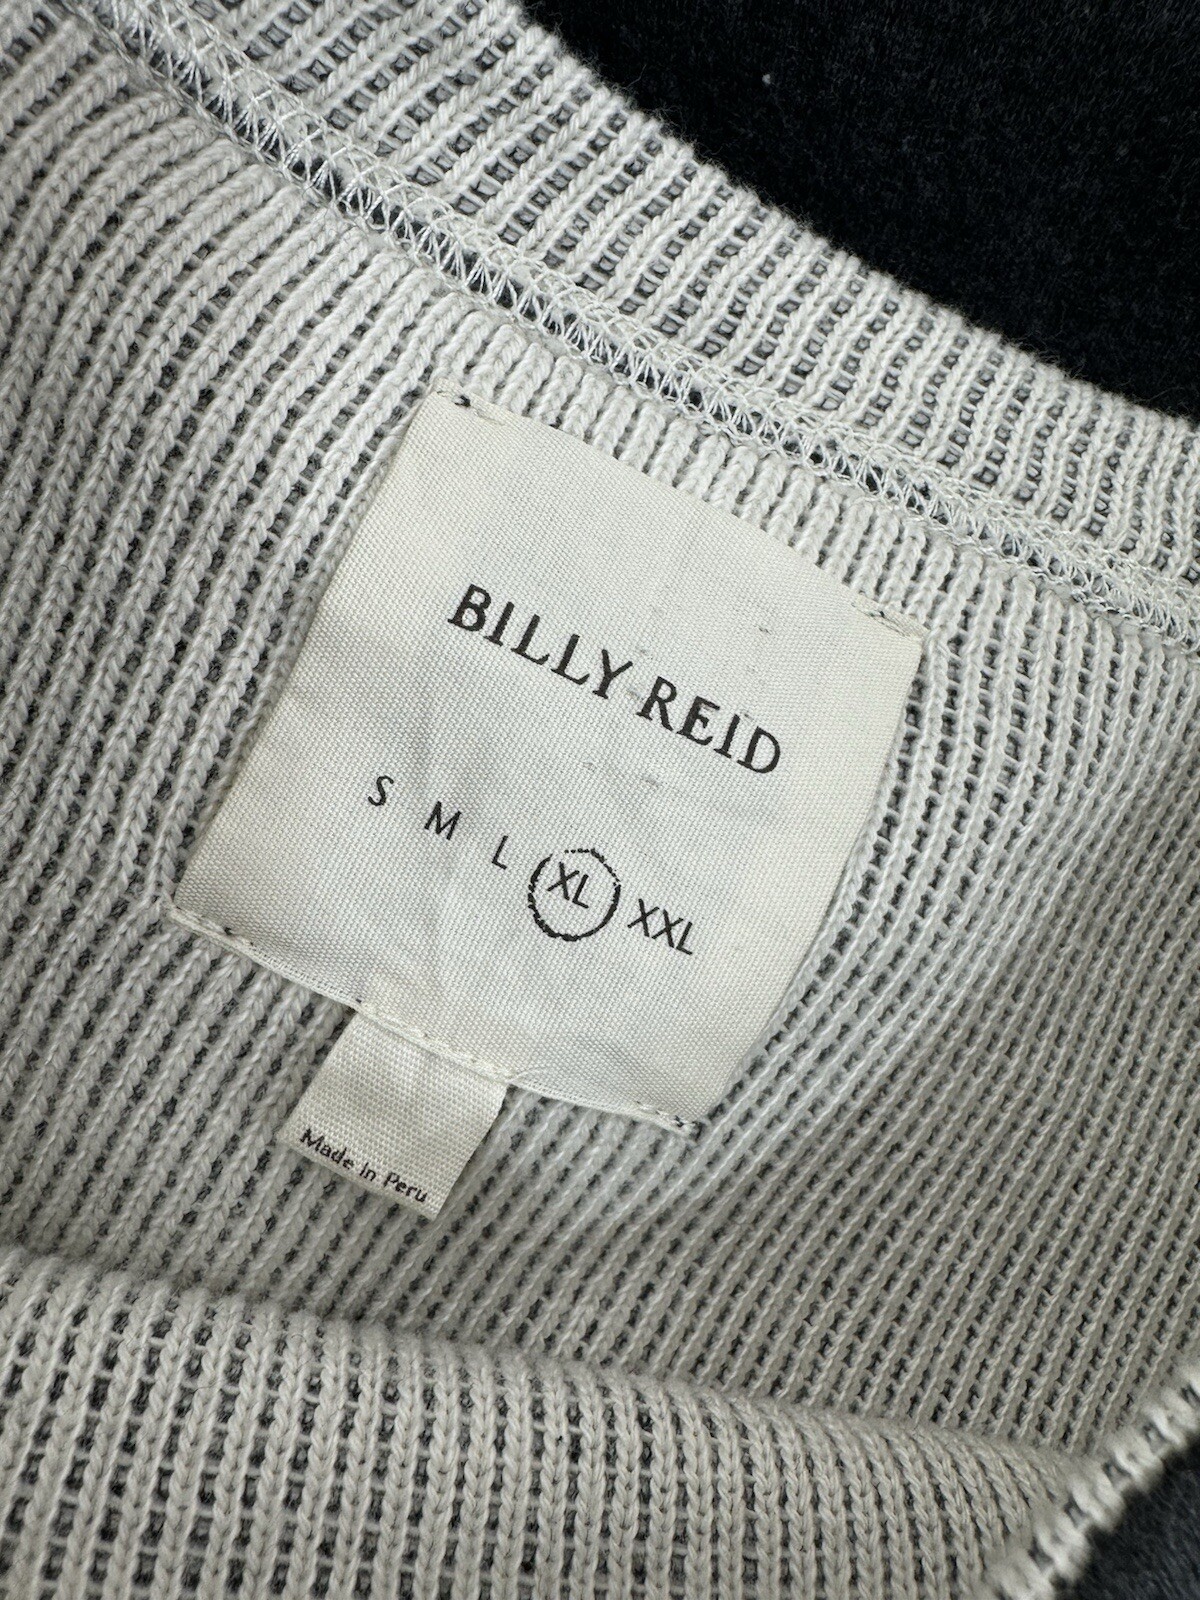 BILLY REID
S M L XL XXL
Made in Peru